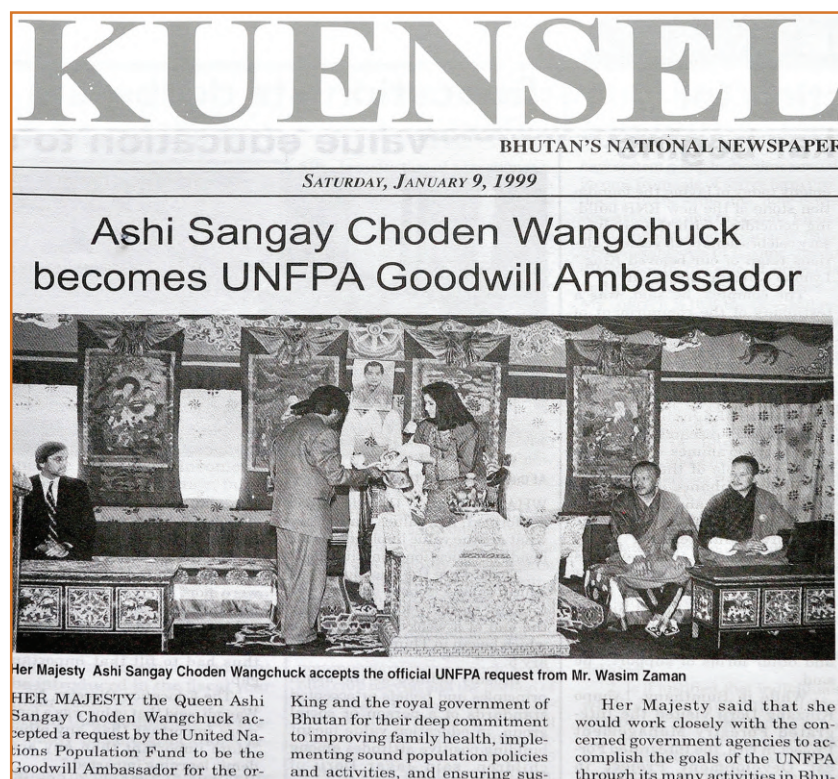 KUENSEL
BHUTAN'S NATIONAL NEWSPAPER
SATURDAY, JANUARY 9, 1999
Ashi Sangay Choden Wangchuck
becomes UNFPA Goodwill Ambassador
Her Majesty Ashi Sangay Choden Wangchuck accepts the official UNFPA request from Mr. Wasim Zaman
HER MAJESTY the Queen Ashi
Sangay Choden Wangchuck ac-
cepted a request by the United Na-
tions Population Fund to be the
Goodwill Ambassador for the or-
King and the royal government of
Bhutan for their deep commitment
to improving family health, imple-
menting sound population policies
and activities, and ensuring sus-
Her Majesty said that she
would work closely with the con-
cerned government agencies to ac-
complish the goals of the UNFPA
through its many activities in Bhu-